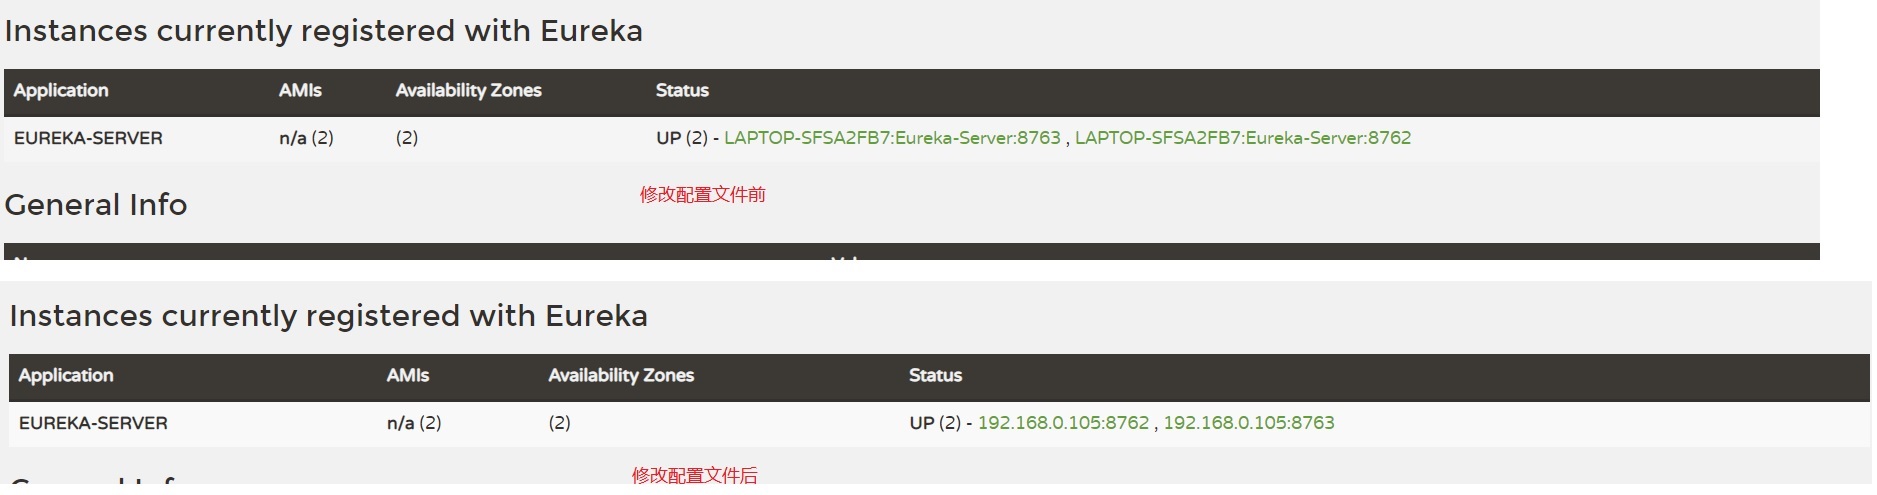 Instances currently registered with Eureka
Application AMIs Availability Zones Status
EUREKA-SERVER n/a (2) (2) UP (2) - LAPTOP-SFSA2FB7:Eureka-Server:8763 , LAPTOP-SFSA2FB7:Eureka-Server:8762
修改配置文件前
General Info
Instances currently registered with Eureka
Application AMIs Availability Zones Status
EUREKA-SERVER n/a (2) (2) UP (2) - 192.168.0.105:8762 , 192.168.0.105:8763
修改配置文件后